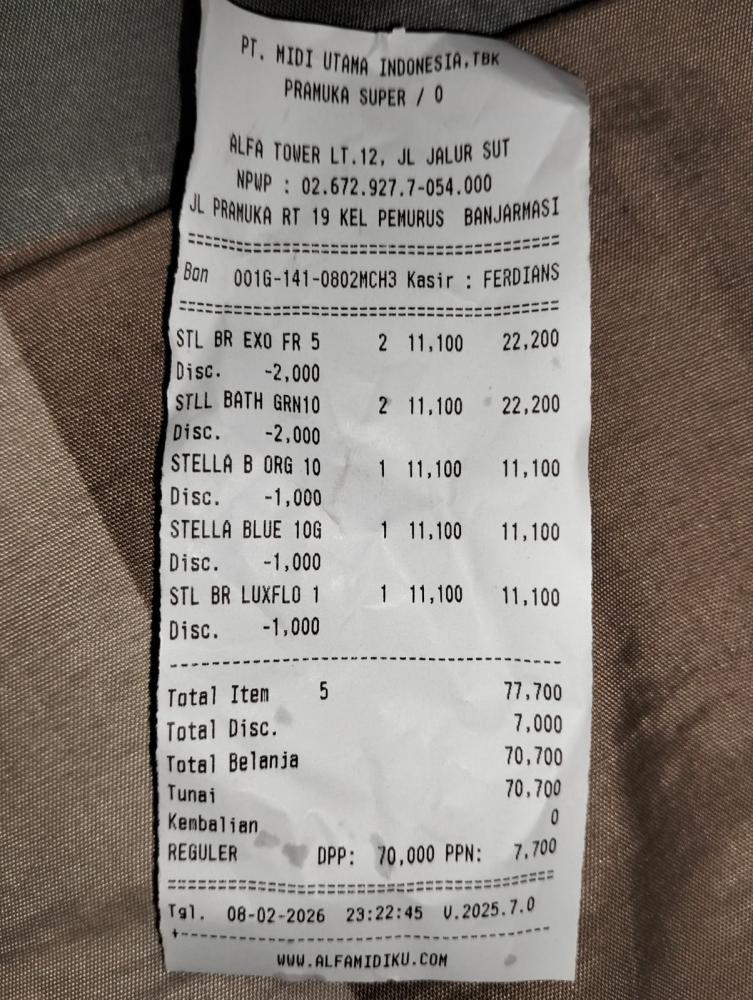 PT. MIDI UTAMA INDONESIA,TBK
PRAMUKA SUPER / 0
ALFA TOWER LT.12, JL JALUR SUT
NPWP : 02.672.927.7-054.000
JL PRAMUKA RT 19 KEL PEMURUS BANJARMASI
================================
Bon 001G-141-0802MCH3 Kasir : FERDIANS
================================
STL BR EXO FR 5 2 11,100 22,200
Disc. -2,000
STLL BATH GRN10 2 11,100 22,200
Disc. -2,000
STELLA B ORG 10 1 11,100 11,100
Disc. -1,000
STELLA BLUE 10G 1 11,100 11,100
Disc. -1,000
STL BR LUXFLO 1 1 11,100 11,100
Disc. -1,000
--------------------------------
Total Item 5 77,700
Total Disc. 7,000
Total Belanja 70,700
Tunai 70,700
Kembalian 0
REGULER DPP: 70,000 PPN: 7,700
================================
Tgl. 08-02-2026 23:22:45 V.2025.7.0
+-------------------------------
WWW.ALFAMIDIKU.COM